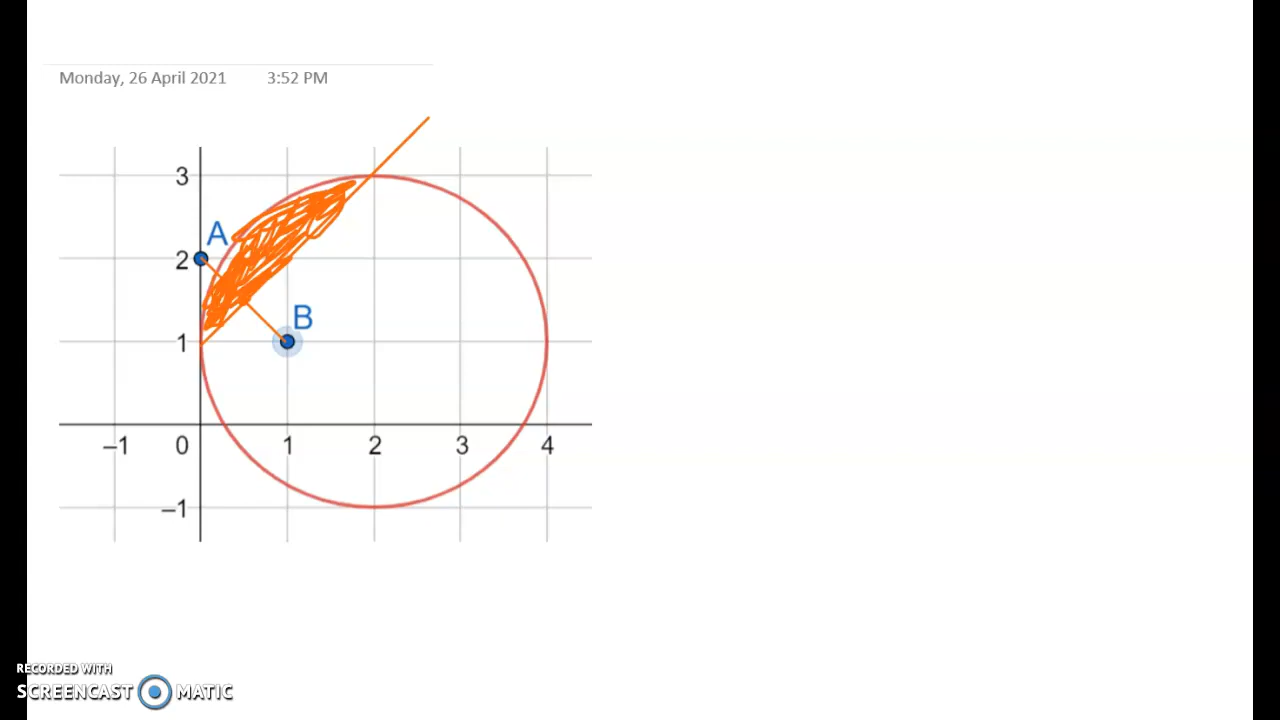 Monday, 26 April 2021 3:52 PM
3
A
2
B
1
–1 0 1 2 3 4
–1
RECORDED WITH
SCREENCAST MATIC